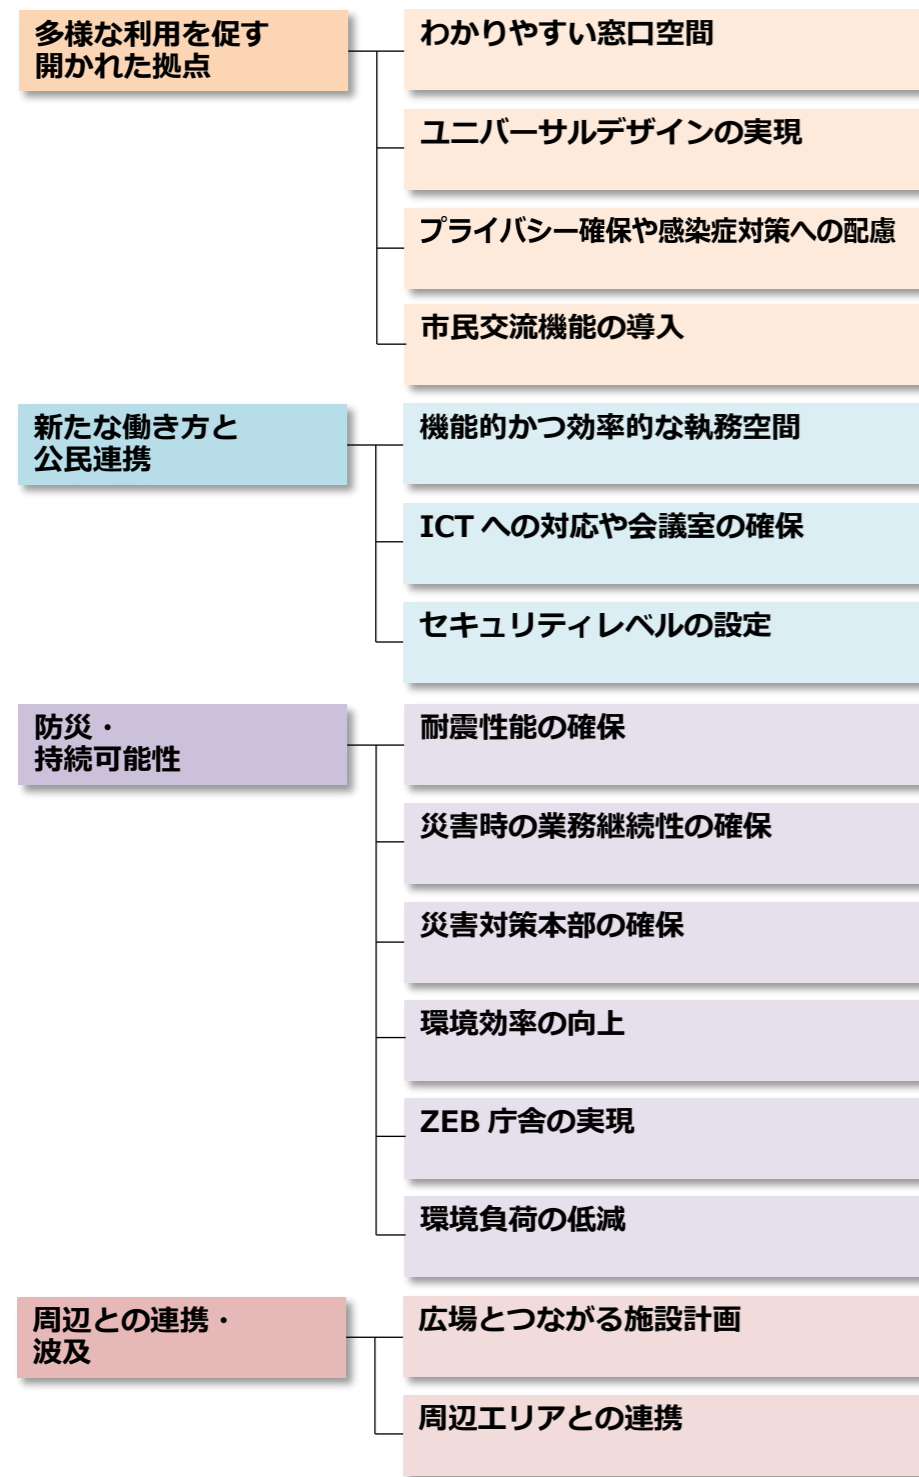 多様な利用を促す
開かれた拠点
わかりやすい窓口空間
ユニバーサルデザインの実現
プライバシー確保や感染症対策への配慮
市民交流機能の導入
新たな働き方と
公民連携
機能的かつ効率的な執務空間
ICT への対応や会議室の確保
セキュリティレベルの設定
防災・
持続可能性
耐震性能の確保
災害時の業務継続性の確保
災害対策本部の確保
環境効率の向上
ZEB 庁舎の実現
環境負荷の低減
周辺との連携・
波及
広場とつながる施設計画
周辺エリアとの連携